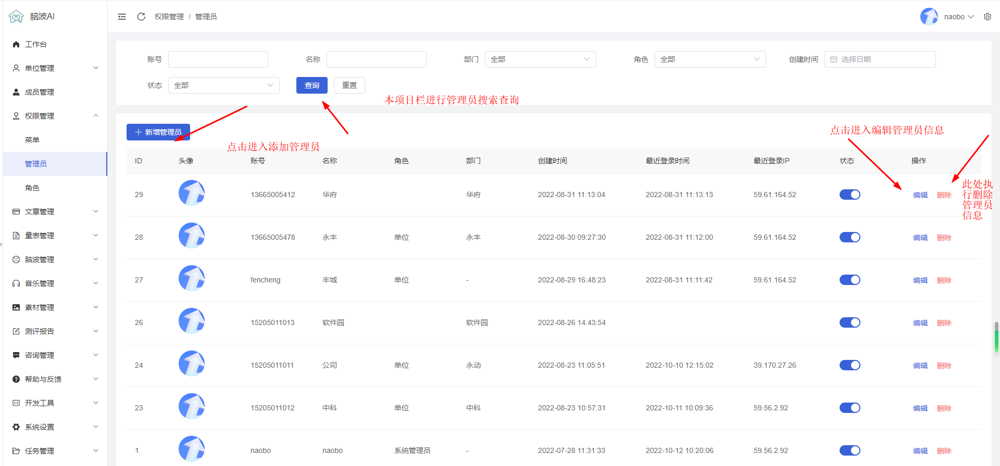 脑波AI
权限管理 / 管理员
naobo
工作台
单位管理
成员管理
权限管理
菜单
管理员
角色
文章管理
量表管理
脑波管理
音乐管理
素材管理
测评报告
咨询管理
帮助与反馈
开发工具
系统设置
任务管理
账号 名称 部门 全部 角色 全部 创建时间 选择日期
状态 全部 查询 重置
本项目栏进行管理员搜索查询
新增管理员
点击进入添加管理员
点击进入编辑管理员信息
ID 头像 账号 名称 角色 部门 创建时间 最近登录时间 最近登录IP 状态 操作
29 13665005412 华府 华府 2022-08-31 11:13:04 2022-08-31 11:13:13 59.61.164.52 编辑 删除
此处执
行删除
管理员
信息
28 13665005478 永丰 单位 永丰 2022-08-30 09:27:30 2022-08-31 11:12:00 59.61.164.52 编辑 删除
27 fencheng 丰城 单位 - 2022-08-29 16:48:23 2022-08-31 11:11:42 59.61.164.52 编辑 删除
26 15205011013 软件园 软件园 2022-08-26 14:43:54 编辑 删除
24 15205011011 公司 单位 永动 2022-08-23 11:05:51 2022-10-10 12:15:02 39.170.27.26 编辑 删除
23 15205011012 中科 单位 中科 2022-08-23 10:57:31 2022-10-11 10:09:36 59.56.2.92 编辑 删除
1 naobo naobo 系统管理员 - 2022-07-28 11:31:33 2022-10-12 10:20:06 59.56.2.92 编辑 删除